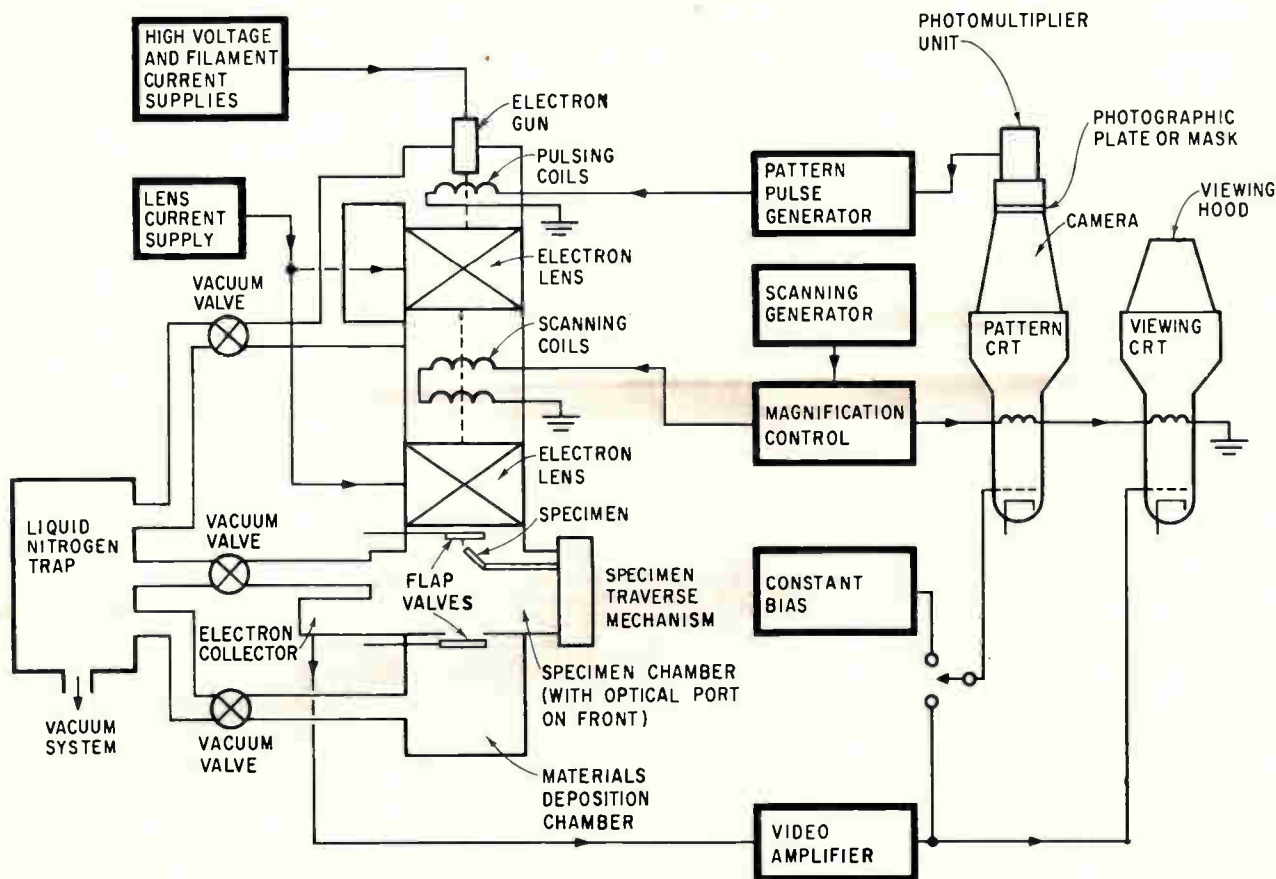 HIGH VOLTAGE
AND FILAMENT
CURRENT
SUPPLIES
ELECTRON
GUN
PULSING
COILS
LENS
CURRENT
SUPPLY
ELECTRON
LENS
VACUUM
VALVE
SCANNING
COILS
ELECTRON
LENS
SPECIMEN
LIQUID
NITROGEN
TRAP
VACUUM
VALVE
FLAP
VALVES
SPECIMEN
TRAVERSE
MECHANISM
ELECTRON
COLLECTOR
SPECIMEN CHAMBER
(WITH OPTICAL PORT
ON FRONT)
VACUUM
SYSTEM
VACUUM
VALVE
MATERIALS
DEPOSITION
CHAMBER
PHOTOMULTIPLIER
UNIT
PHOTOGRAPHIC
PLATE OR MASK
PATTERN
PULSE
GENERATOR
VIEWING
HOOD
CAMERA
SCANNING
GENERATOR
PATTERN
CRT
VIEWING
CRT
MAGNIFICATION
CONTROL
CONSTANT
BIAS
VIDEO
AMPLIFIER